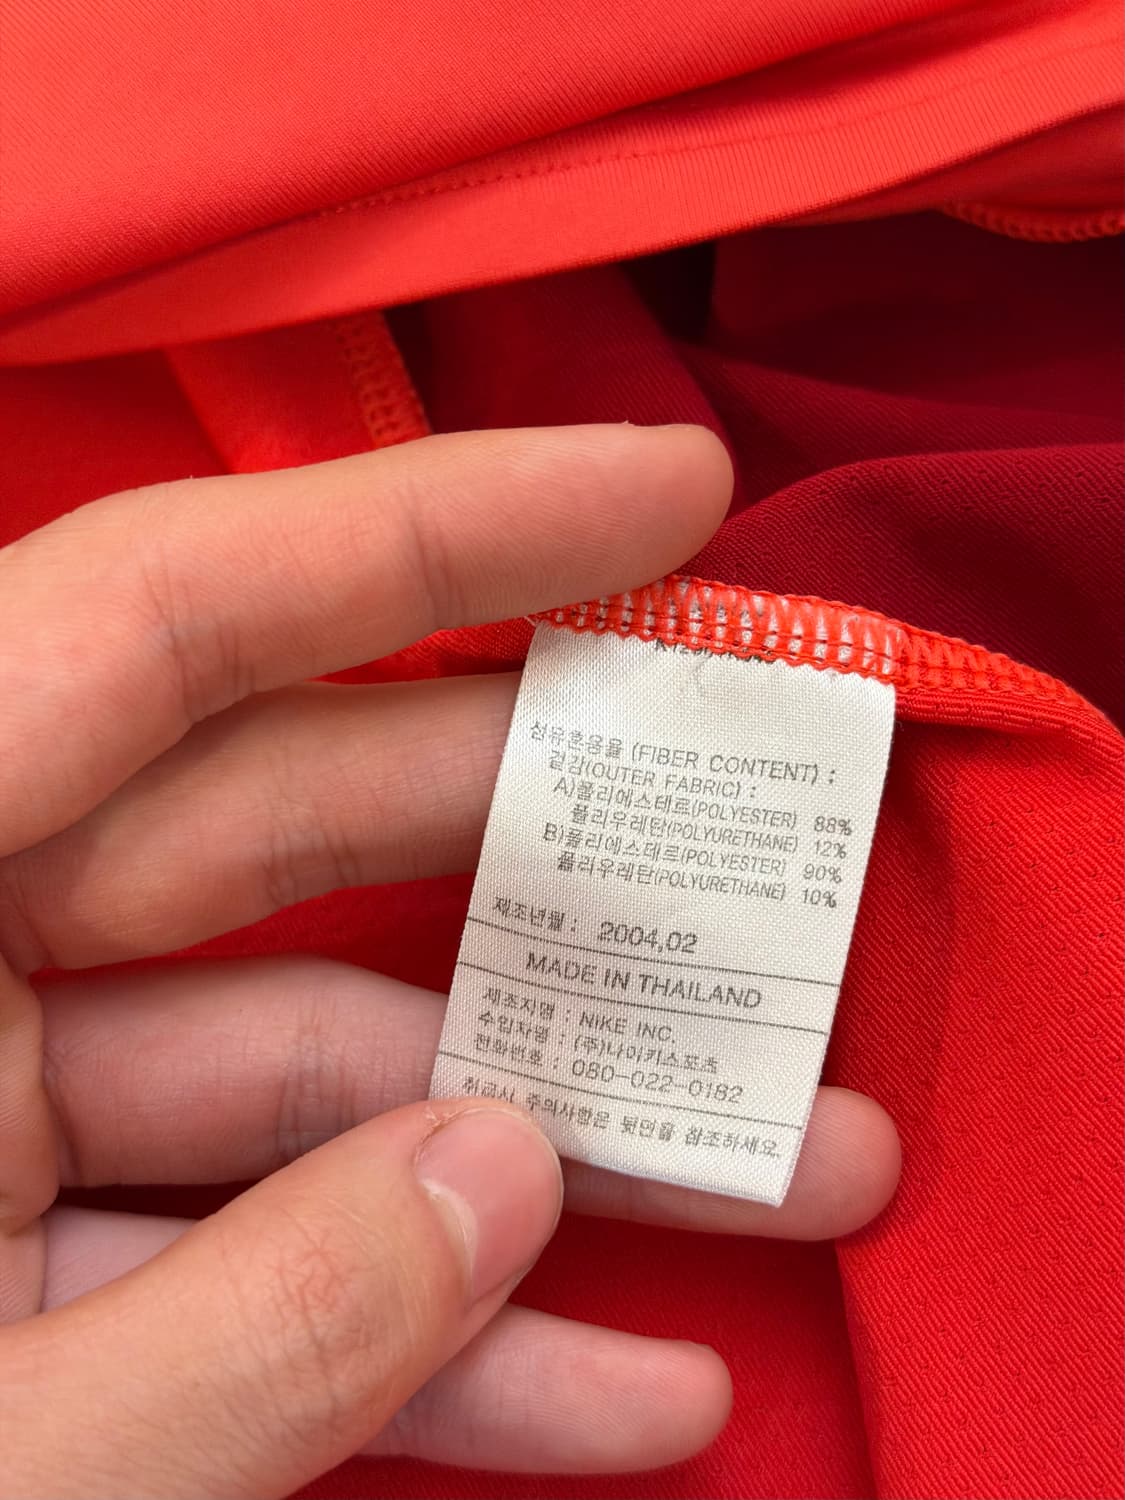 섬유혼용율 (FIBER CONTENT) :
겉감(OUTER FABRIC) :
A)폴리에스테르(POLYESTER) 88%
폴리우레탄(POLYURETHANE) 12%
B)폴리에스테르(POLYESTER) 90%
폴리우레탄(POLYURETHANE) 10%
제조년월 : 2004.02
MADE IN THAILAND
제조자명 : NIKE INC.
수입자명 : (주)나이키스포츠
전화번호 : 080-022-0182
취급시 주의사항은 뒷면을 참조하세요.